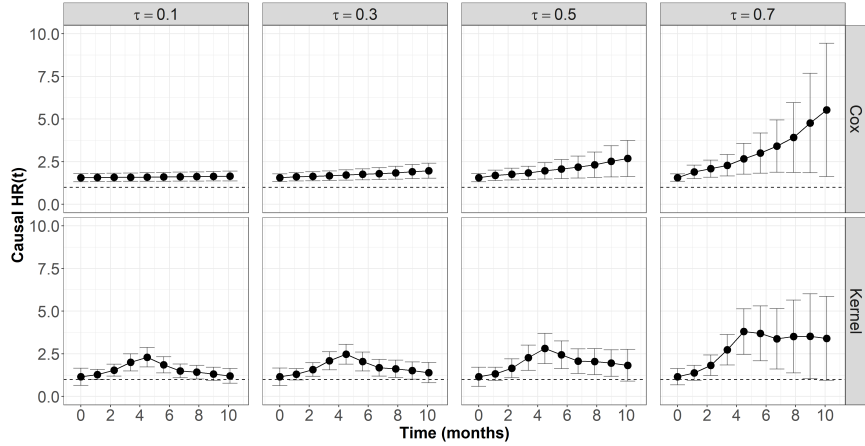 τ = 0.1 τ = 0.3 τ = 0.5 τ = 0.7
10.0
7.5
5.0
2.5
0.0
Cox
Causal HR(t)
10.0
7.5
5.0
2.5
0.0
Kernel
0 2 4 6 8 10 0 2 4 6 8 10 0 2 4 6 8 10 0 2 4 6 8 10
Time (months)